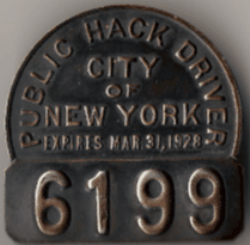 PUBLIC HACK DRIVER
CITY
OF
NEW YORK
EXPIRES MAR.31,1928
6199